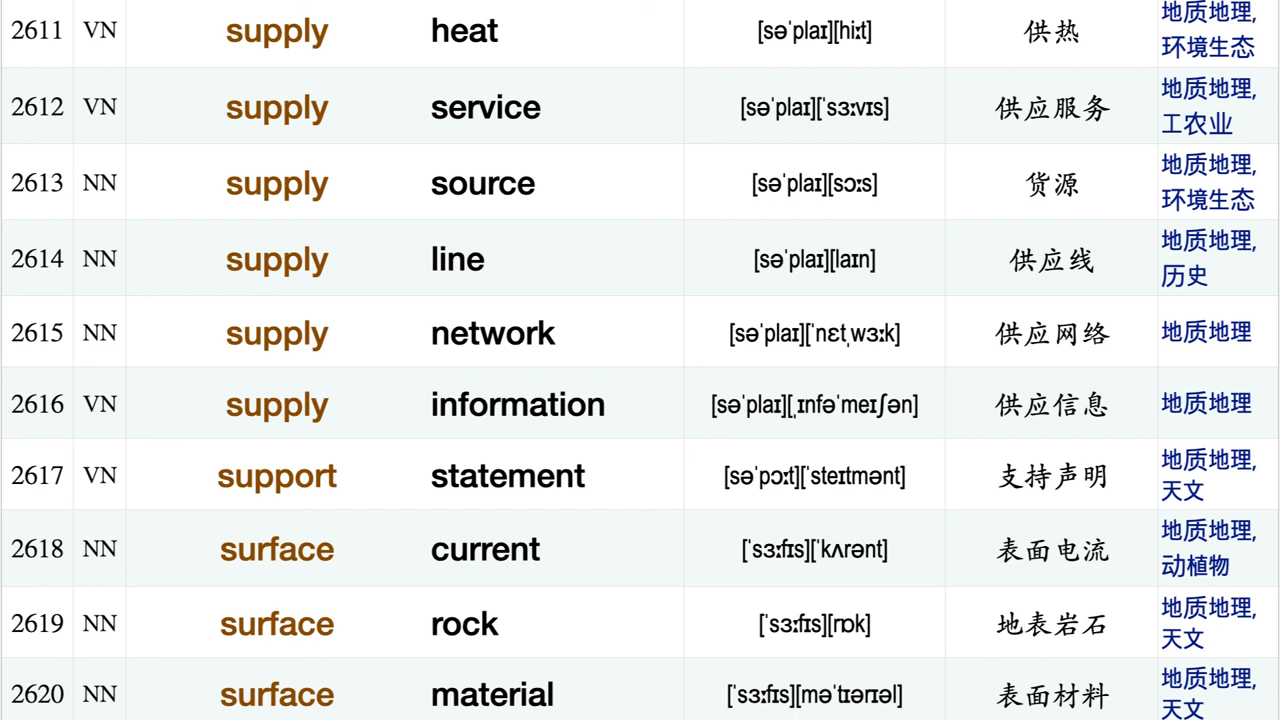 2611 VN supply heat [səˈplaɪ][hiːt] 供热 地质地理,
环境生态
2612 VN supply service [səˈplaɪ][ˈsɜːvɪs] 供应服务 地质地理,
工农业
2613 NN supply source [səˈplaɪ][sɔːs] 货源 地质地理,
环境生态
2614 NN supply line [səˈplaɪ][laɪn] 供应线 地质地理,
历史
2615 NN supply network [səˈplaɪ][ˈnɛtˌwɜːk] 供应网络 地质地理
2616 VN supply information [səˈplaɪ][ˌɪnfəˈmeɪʃən] 供应信息 地质地理
2617 VN support statement [səˈpɔːt][ˈsteɪtmənt] 支持声明 地质地理,
天文
2618 NN surface current [ˈsɜːfɪs][ˈkʌrənt] 表面电流 地质地理,
动植物
2619 NN surface rock [ˈsɜːfɪs][rɒk] 地表岩石 地质地理,
天文
2620 NN surface material [ˈsɜːfɪs][məˈtɪərɪəl] 表面材料 地质地理,
天文